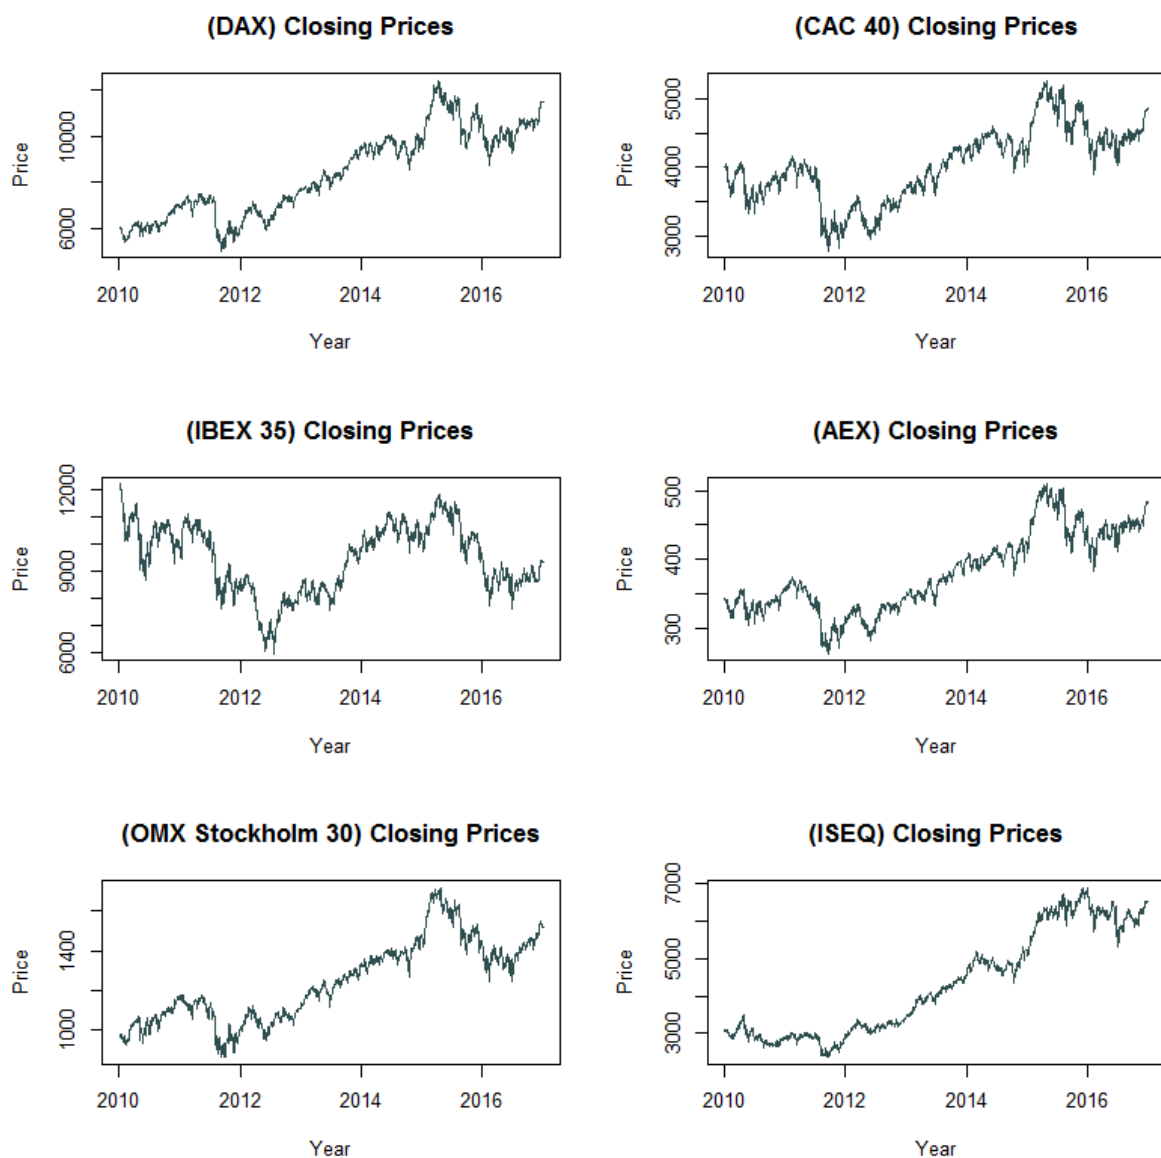 (DAX) Closing Prices
Price
10000
6000
2010 2012 2014 2016
Year
(CAC 40) Closing Prices
Price
5000
4000
3000
2010 2012 2014 2016
Year
(IBEX 35) Closing Prices
Price
12000
9000
6000
2010 2012 2014 2016
Year
(AEX) Closing Prices
Price
500
400
300
2010 2012 2014 2016
Year
(OMX Stockholm 30) Closing Prices
Price
1400
1000
2010 2012 2014 2016
Year
(ISEQ) Closing Prices
Price
7000
5000
3000
2010 2012 2014 2016
Year